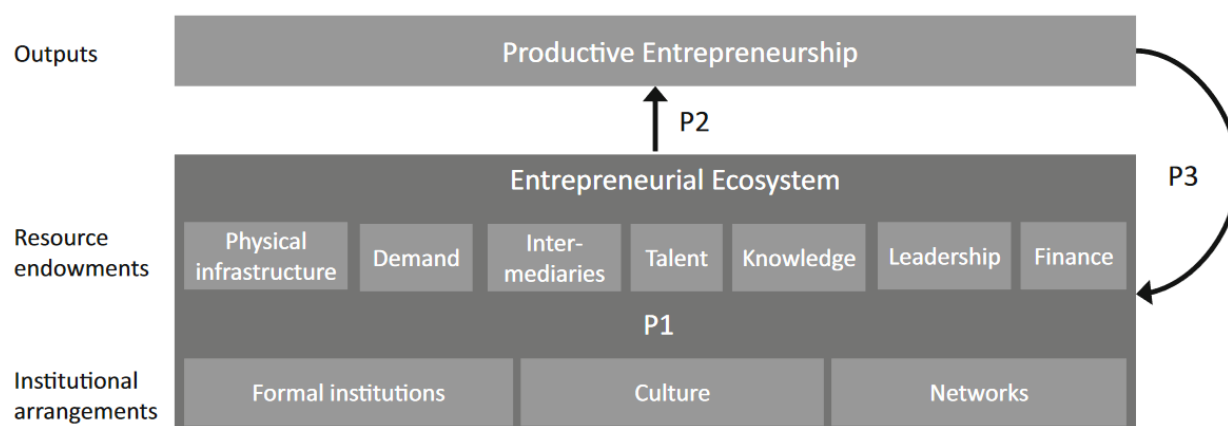 Outputs
Productive Entrepreneurship
P2
P3
Entrepreneurial Ecosystem
Resource
endowments
Physical
infrastructure
Demand
Inter-
mediaries
Talent
Knowledge
Leadership
Finance
P1
Institutional
arrangements
Formal institutions
Culture
Networks